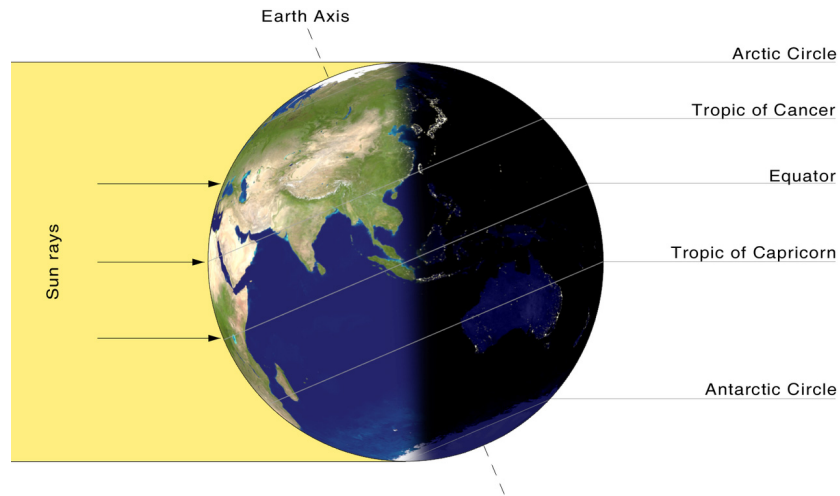 Earth Axis
Arctic Circle
Tropic of Cancer
Equator
Sun rays
Tropic of Capricorn
Antarctic Circle